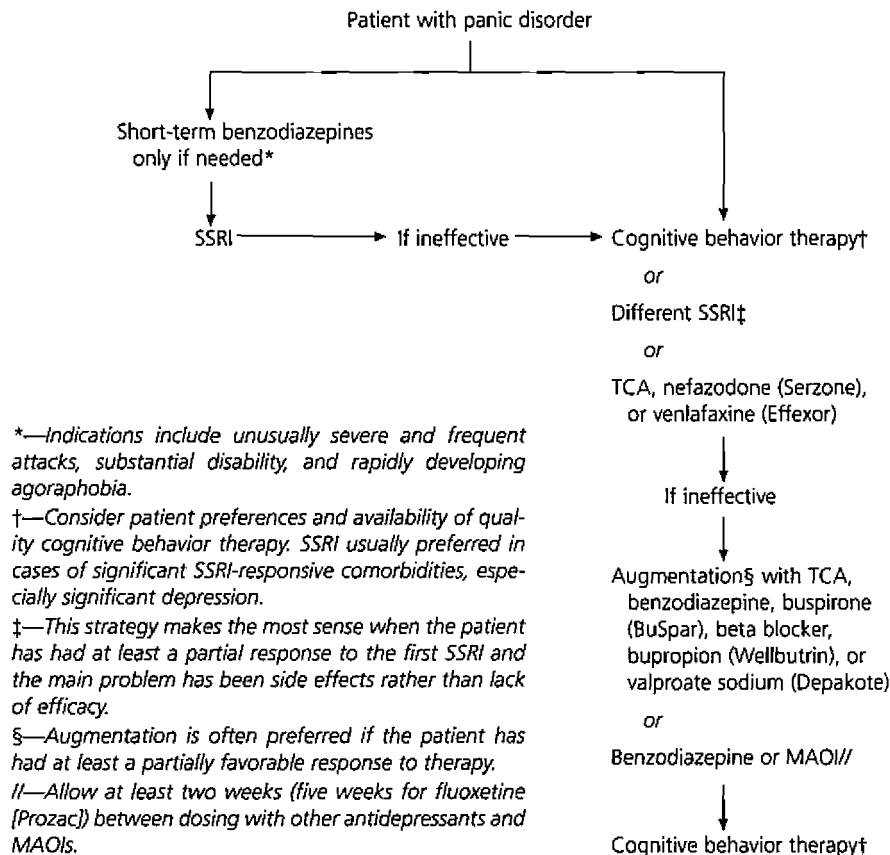 Patient with panic disorder
Short-term benzodiazepines
only if needed*
SSRI
If ineffective
Cognitive behavior therapy†
or
Different SSRI‡
or
TCA, nefazodone (Serzone),
or venlafaxine (Effexor)
If ineffective
Augmentation§ with TCA,
benzodiazepine, buspirone
(BuSpar), beta blocker,
bupropion (Wellbutrin), or
valproate sodium (Depakote)
or
Benzodiazepine or MAOI//
Cognitive behavior therapy†
*—Indications include unusually severe and frequent
attacks, substantial disability, and rapidly developing
agoraphobia.
†—Consider patient preferences and availability of qual-
ity cognitive behavior therapy. SSRI usually preferred in
cases of significant SSRI-responsive comorbidities, espe-
cially significant depression.
‡—This strategy makes the most sense when the patient
has had at least a partial response to the first SSRI and
the main problem has been side effects rather than lack
of efficacy.
§—Augmentation is often preferred if the patient has
had at least a partially favorable response to therapy.
//—Allow at least two weeks (five weeks for fluoxetine
[Prozac]) between dosing with other antidepressants and
MAOIs.